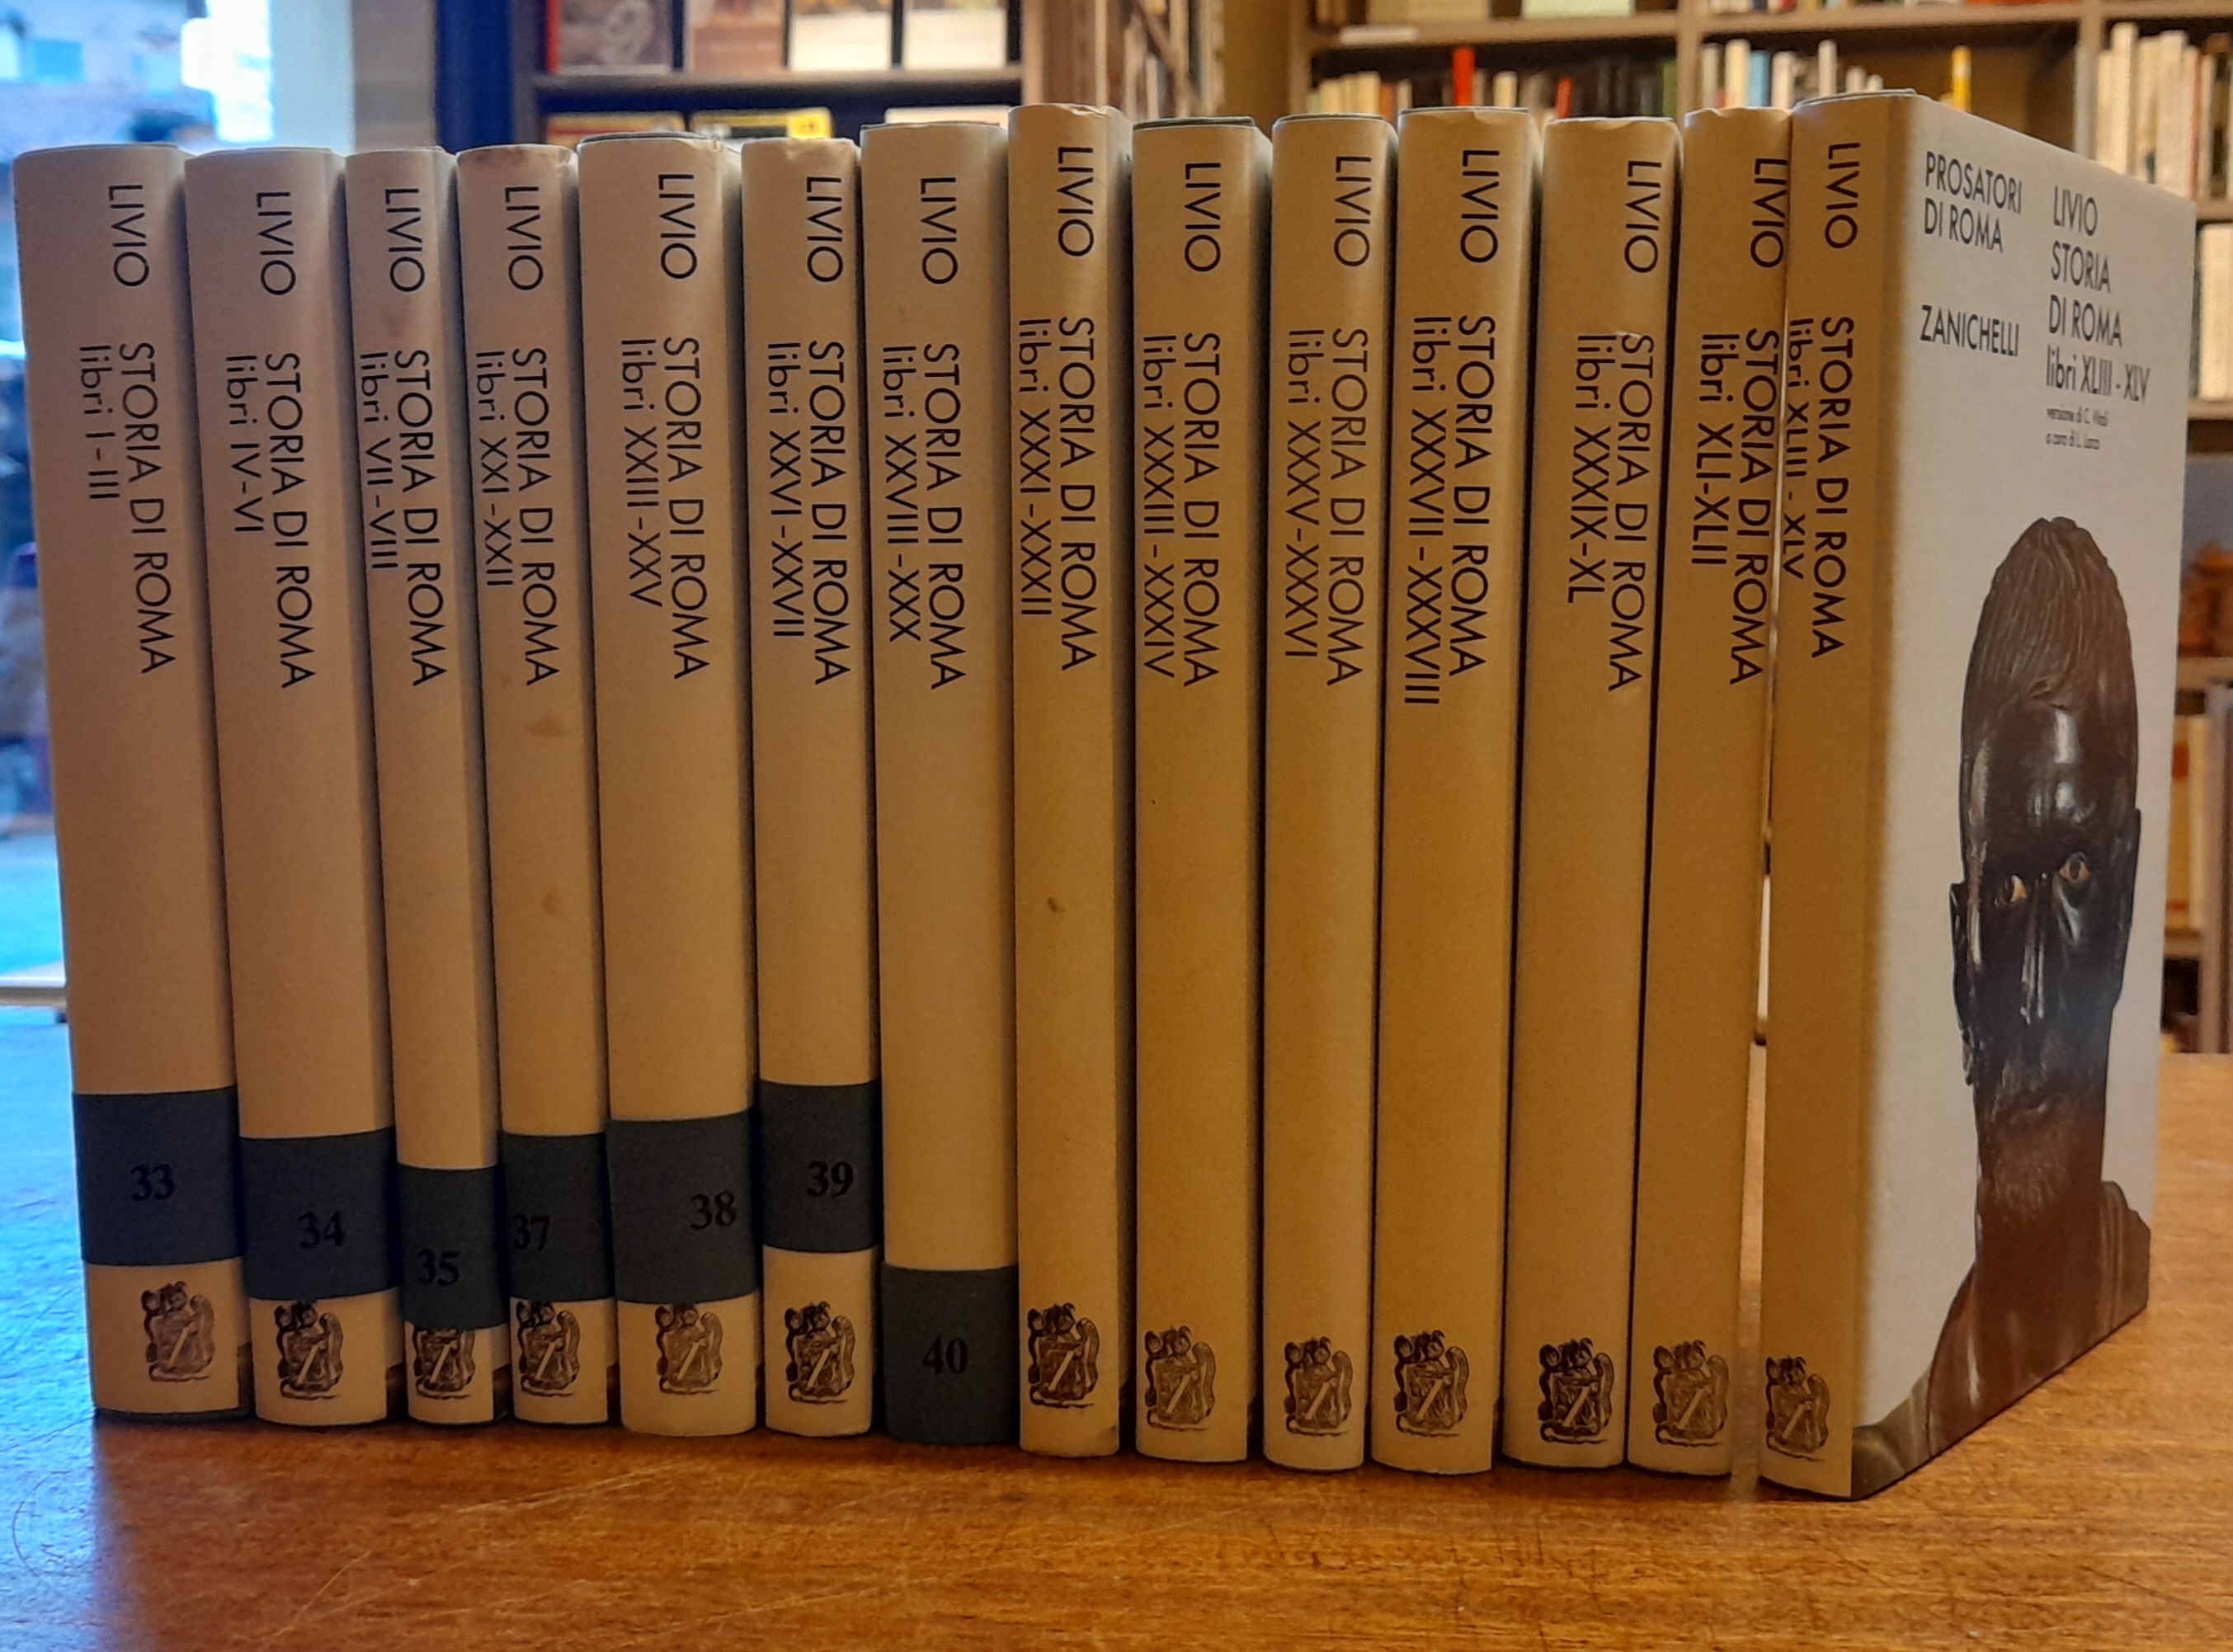 LIVIO
STORIA DI ROMA
libri I-III
33
LIVIO
STORIA DI ROMA
libri IV-VI
34
LIVIO
STORIA DI ROMA
libri VII-VIII
35
LIVIO
STORIA DI ROMA
libri XXI-XXII
37
LIVIO
STORIA DI ROMA
libri XXIII-XXV
38
LIVIO
STORIA DI ROMA
libri XXVI-XXVII
39
LIVIO
STORIA DI ROMA
libri XXVIII-XXX
40
LIVIO
STORIA DI ROMA
libri XXXI-XXXII
LIVIO
STORIA DI ROMA
libri XXXIII-XXXIV
LIVIO
STORIA DI ROMA
libri XXXV-XXXVI
LIVIO
STORIA DI ROMA
libri XXXVII-XXXVIII
LIVIO
STORIA DI ROMA
libri XXXIX-XL
LIVIO
STORIA DI ROMA
libri XLI-XLII
LIVIO
STORIA DI ROMA
libri XLIII - XLV
PROSATORI
DI ROMA
ZANICHELLI
LIVIO
STORIA
DI ROMA
libri XLIII - XLV
versione di C. Vitali
a cura di L.